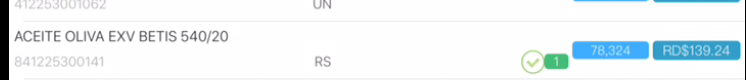 412253001062 UN
ACEITE OLIVA EXV BETIS 540/20
841225300141 RS 1 78,324 RD$139.24